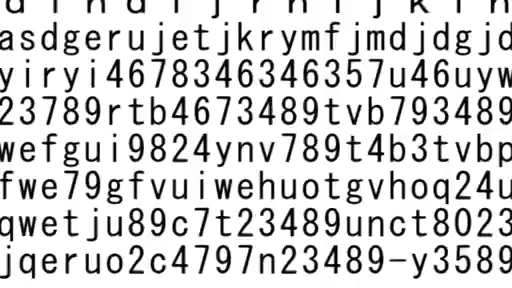 asdgerujetjkrymfjmdjdgjd
yiryi4678346346357u46uyw
23789rtb4673489tvb793489
wefgui9824ynv789t4b3tvbp
fwe79gfvuiwehuotgvhoq24u
qwetju89c7t23489unct8023
jqeruo2c4797n23489-y3589